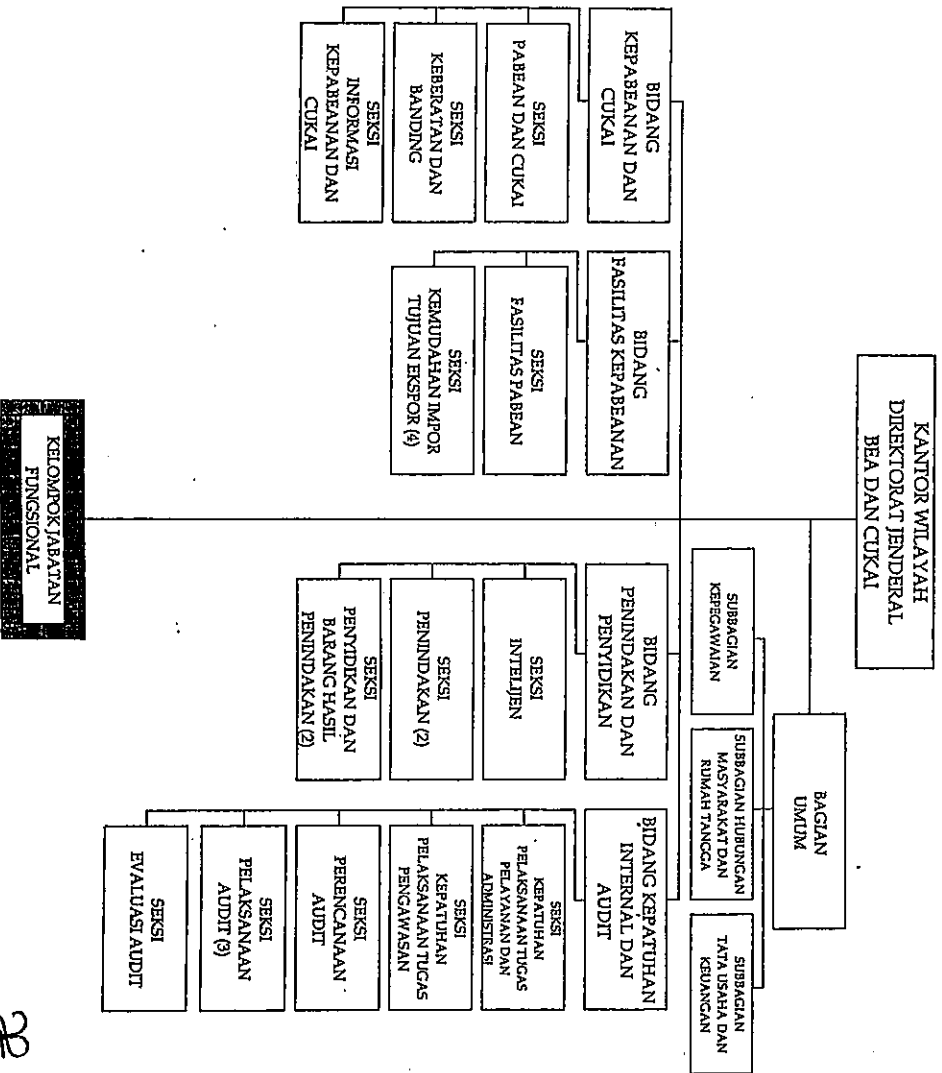 KANTOR WILAYAH
DIREKTORAT JENDERAL
BEA DAN CUKAI
BAGIAN
UMUM
SUBBAGIAN
KEPEGAWAIAN
SUBBAGIAN HUBUNGAN
MASYARAKAT DAN
RUMAH TANGGA
SUBBAGIAN
TATA USAHA DAN
KEUANGAN
BIDANG
KEPABEANAN DAN
CUKAI
SEKSI
PABEAN DAN CUKAI
SEKSI
KEBERATAN DAN
BANDING
SEKSI
INFORMASI
KEPABEANAN DAN
CUKAI
BIDANG
FASILITAS KEPABEANAN
SEKSI
FASILITAS PABEAN
SEKSI
KEMUDAHAN IMPOR
TUJUAN EKSPOR (4)
BIDANG
PENINDAKAN DAN
PENYIDIKAN
SEKSI
INTELIJEN
SEKSI
PENINDAKAN (2)
SEKSI
PENYIDIKAN DAN
BARANG HASIL
PENINDAKAN (2)
BIDANG KEPATUHAN
INTERNAL DAN
AUDIT
SEKSI
KEPATUHAN
PELAKSANAAN TUGAS
PELAYANAN DAN
ADMINISTRASI
SEKSI
KEPATUHAN
PELAKSANAAN TUGAS
PENGAWASAN
SEKSI
PERENCANAAN
AUDIT
SEKSI
PELAKSANAAN
AUDIT (3)
SEKSI
EVALUASI AUDIT
KELOMPOK JABATAN
FUNGSIONAL